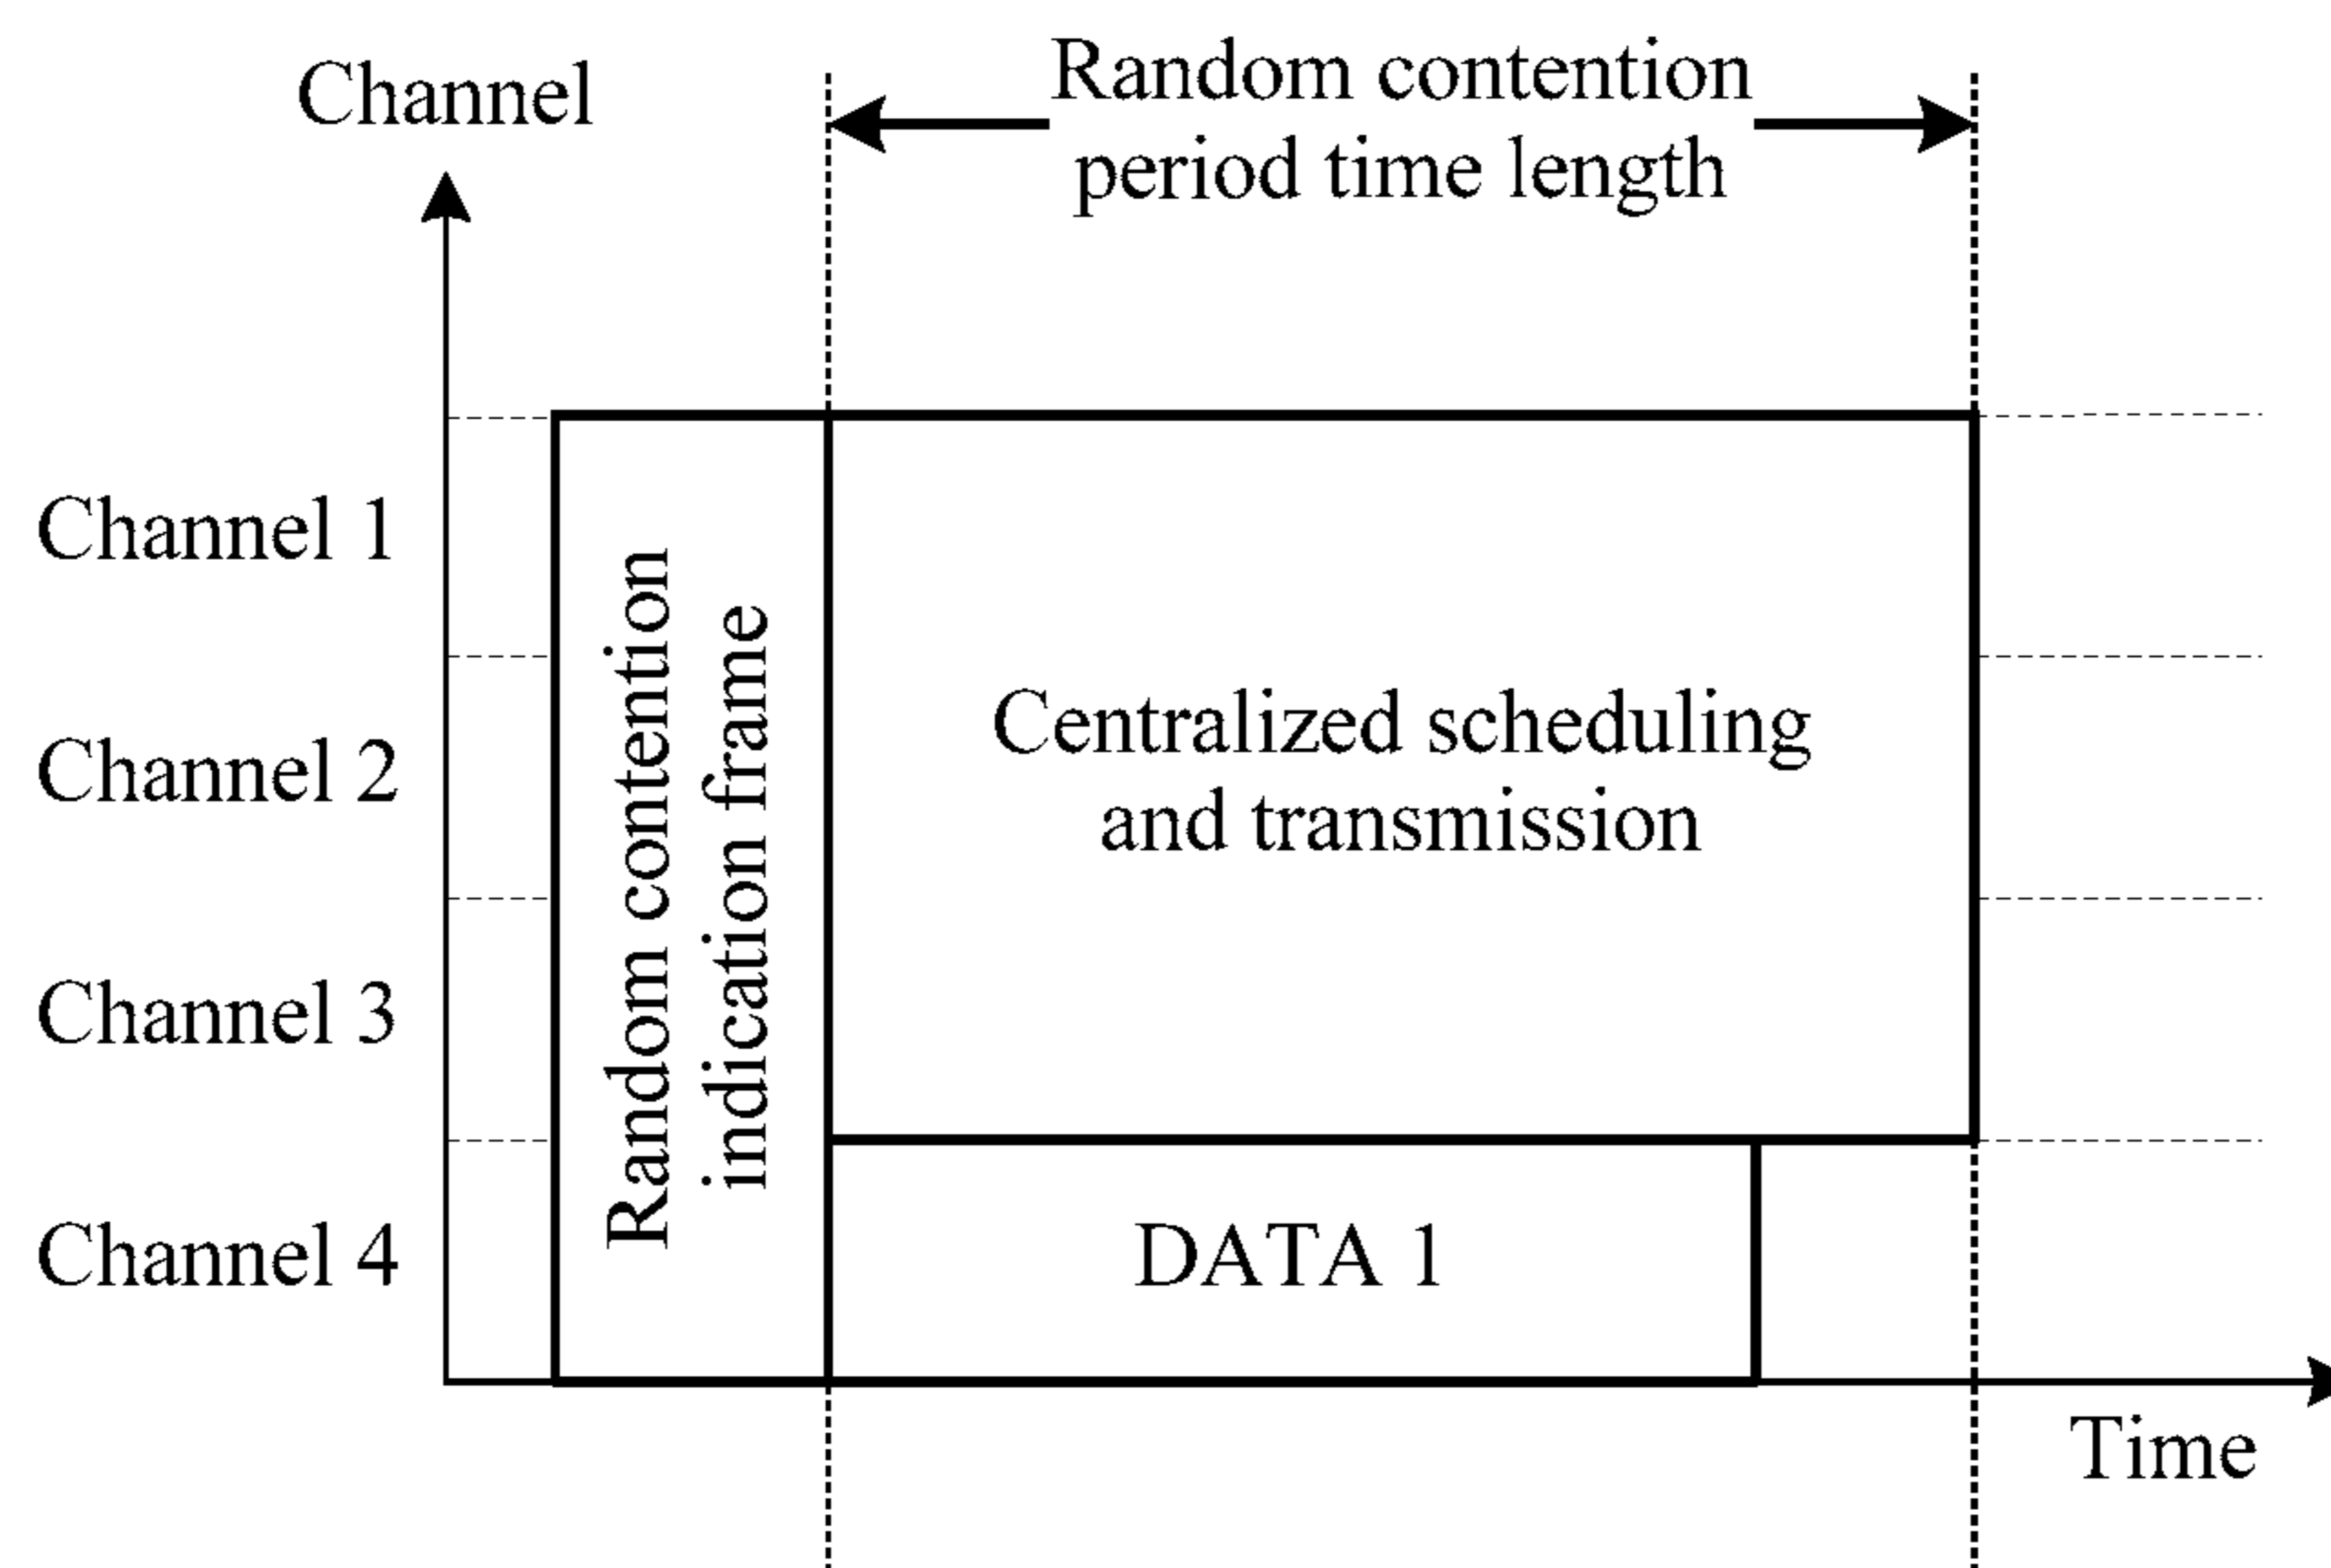 Channel
Random contention
period time length
Channel 1
Channel 2
Channel 3
Channel 4
Random contention
indication frame
Centralized scheduling
and transmission
DATA 1
Time